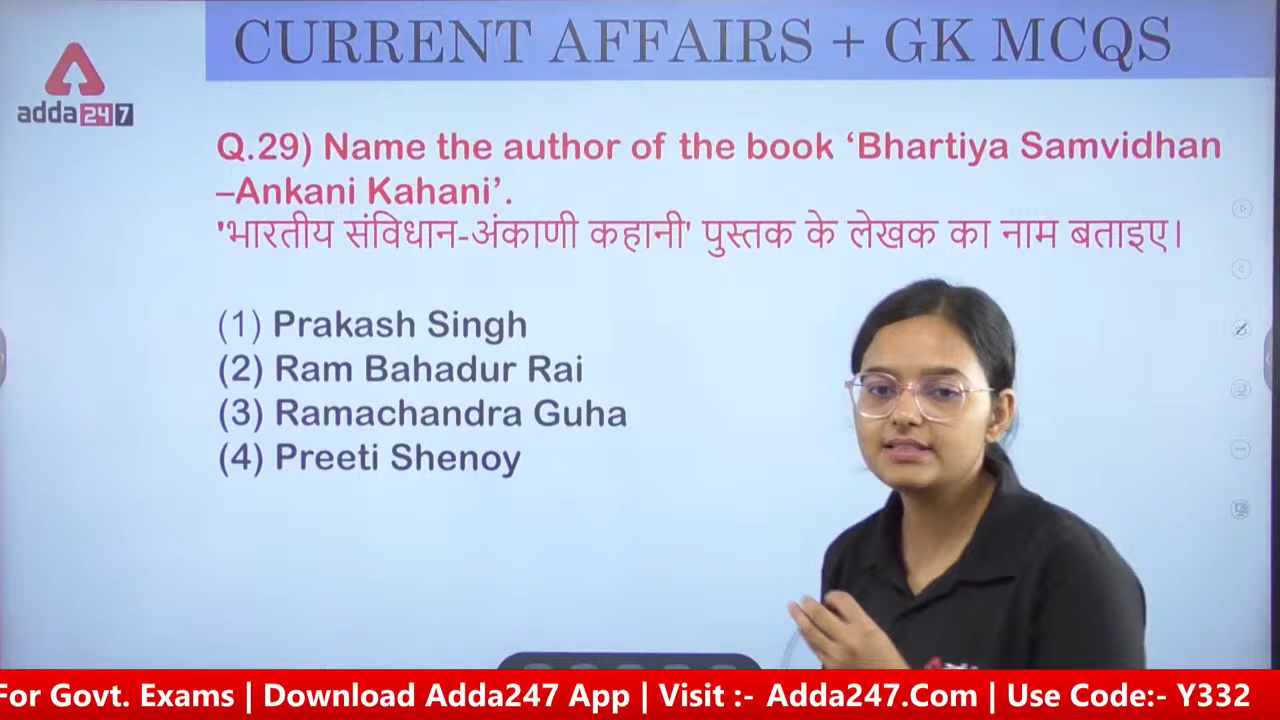 CURRENT AFFAIRS + GK MCQS
adda247
Q.29) Name the author of the book ‘Bhartiya Samvidhan
–Ankani Kahani’.
'भारतीय संविधान-अंकाणी कहानी' पुस्तक के लेखक का नाम बताइए।
(1) Prakash Singh
(2) Ram Bahadur Rai
(3) Ramachandra Guha
(4) Preeti Shenoy
For Govt. Exams | Download Adda247 App | Visit :- Adda247.Com | Use Code:- Y332